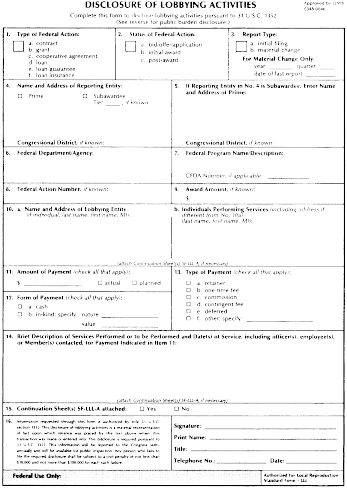 DISCLOSURE OF LOBBYING ACTIVITIES
Approved by OMB
0348-0046
Complete this form to disclose lobbying activities pursuant to 31 U.S.C. 1352
(See reverse for public burden disclosure.)
1. Type of Federal Action:
a. contract
b. grant
c. cooperative agreement
d. loan
e. loan guarantee
f. loan insurance
2. Status of Federal Action:
a. bid/offer/application
b. initial award
c. post-award
3. Report Type:
a. initial filing
b. material change
For Material Change Only:
year ______ quarter ______
date of last report ______
4. Name and Address of Reporting Entity:
☐ Prime ☐ Subawardee
Tier ____, if known:
Congressional District, if known:
5. If Reporting Entity in No. 4 is Subawardee, Enter Name
and Address of Prime:
Congressional District, if known:
6. Federal Department/Agency:
7. Federal Program Name/Description:
CFDA Number, if applicable: ______
8. Federal Action Number, if known:
9. Award Amount, if known:
$
10. a. Name and Address of Lobbying Entity
(if individual, last name, first name, MI):
b. Individuals Performing Services (including address if
different from No. 10a)
(last name, first name, MI):
(attach Continuation Sheet(s) SF-LLL-A, if necessary)
11. Amount of Payment (check all that apply):
$ ______ ☐ actual ☐ planned
12. Form of Payment (check all that apply):
☐ a. cash
☐ b. in-kind; specify: nature ______
value ______
13. Type of Payment (check all that apply):
☐ a. retainer
☐ b. one-time fee
☐ c. commission
☐ d. contingent fee
☐ e. deferred
☐ f. other; specify: ______
14. Brief Description of Services Performed or to be Performed and Date(s) of Service, including officer(s), employee(s),
or Member(s) contacted, for Payment Indicated in Item 11:
(attach Continuation Sheet(s) SF-LLL-A, if necessary)
15. Continuation Sheet(s) SF-LLL-A attached: ☐ Yes ☐ No
16. Information requested through this form is authorized by title 31 U.S.C.
section 1352. This disclosure of lobbying activities is a material representation
of fact upon which reliance was placed by the tier above when this
transaction was made or entered into. This disclosure is required pursuant to
31 U.S.C. 1352. This information will be reported to the Congress semi-
annually and will be available for public inspection. Any person who fails to
file the required disclosure shall be subject to a civil penalty of not less than
$10,000 and not more than $100,000 for each such failure.
Signature: ______
Print Name: ______
Title: ______
Telephone No.: ______ Date: ______
Federal Use Only:
Authorized for Local Reproduction
Standard Form - LLL